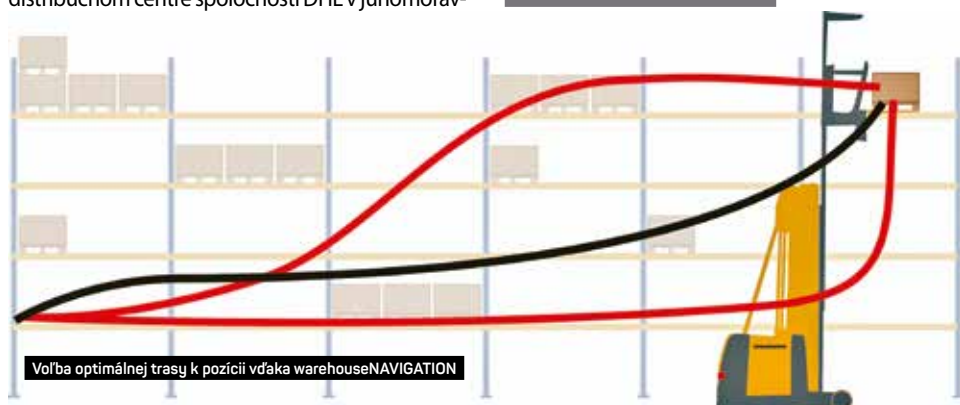 distribučnom centre spoločnosti DHL v juhomorav-
Voľba optimálnej trasy k pozícii vďaka warehouseNAVIGATION